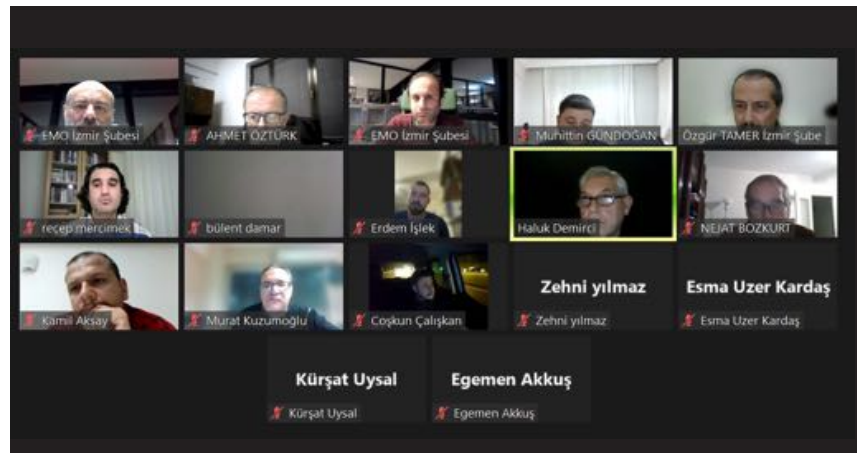 EMO İzmir Şubesi
AHMET ÖZTÜRK
EMO İzmir Şubesi
Muhittin GÜNDOĞAN
Özgür TAMER İzmir Şube
recep mercimek
bülent damar
Erdem İşlek
Haluk Demirci
NEJAT BOZKURT
Kamil Aksay
Murat Kuzumoğlu
Coşkun Çalışkan
Zehni yılmaz
Zehni yılmaz
Esma Uzer Kardaş
Esma Uzer Kardaş
Kürşat Uysal
Kürşat Uysal
Egemen Akkuş
Egemen Akkuş